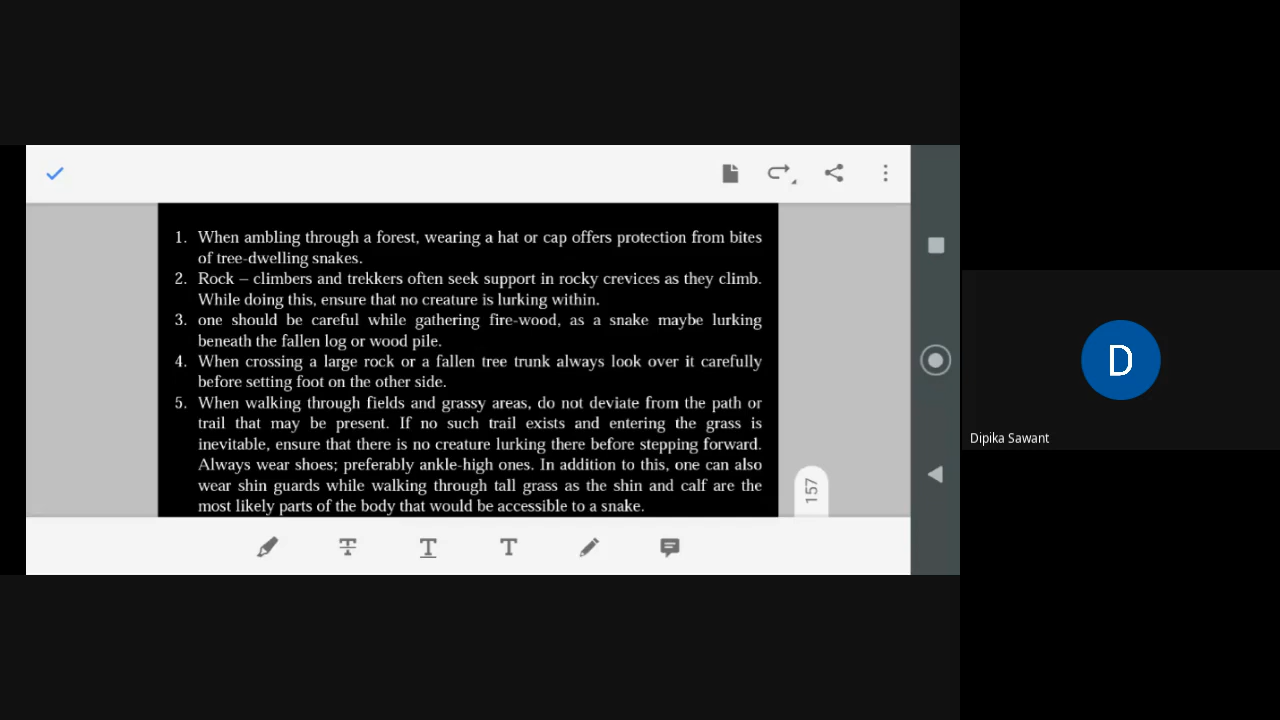 1. When ambling through a forest, wearing a hat or cap offers protection from bites
of tree-dwelling snakes.
2. Rock – climbers and trekkers often seek support in rocky crevices as they climb.
While doing this, ensure that no creature is lurking within.
3. one should be careful while gathering fire-wood, as a snake maybe lurking
beneath the fallen log or wood pile.
4. When crossing a large rock or a fallen tree trunk always look over it carefully
before setting foot on the other side.
5. When walking through fields and grassy areas, do not deviate from the path or
trail that may be present. If no such trail exists and entering the grass is
inevitable, ensure that there is no creature lurking there before stepping forward.
Always wear shoes; preferably ankle-high ones. In addition to this, one can also
wear shin guards while walking through tall grass as the shin and calf are the
most likely parts of the body that would be accessible to a snake.
157
T
T
T
D
Dipika Sawant